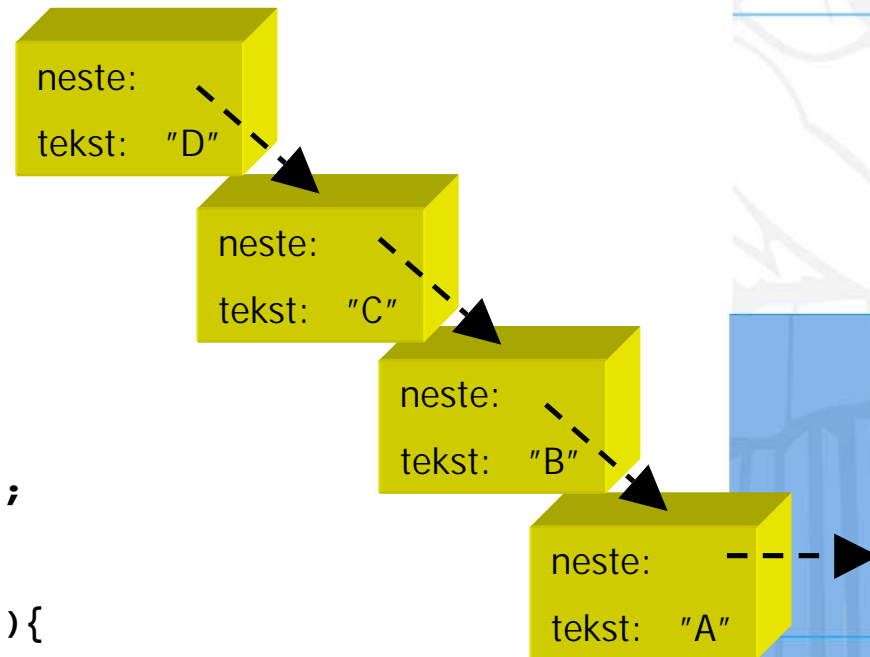 neste:
tekst: "D"
neste:
tekst: "C"
neste:
tekst: "B"
;
neste:
){
tekst: "A"